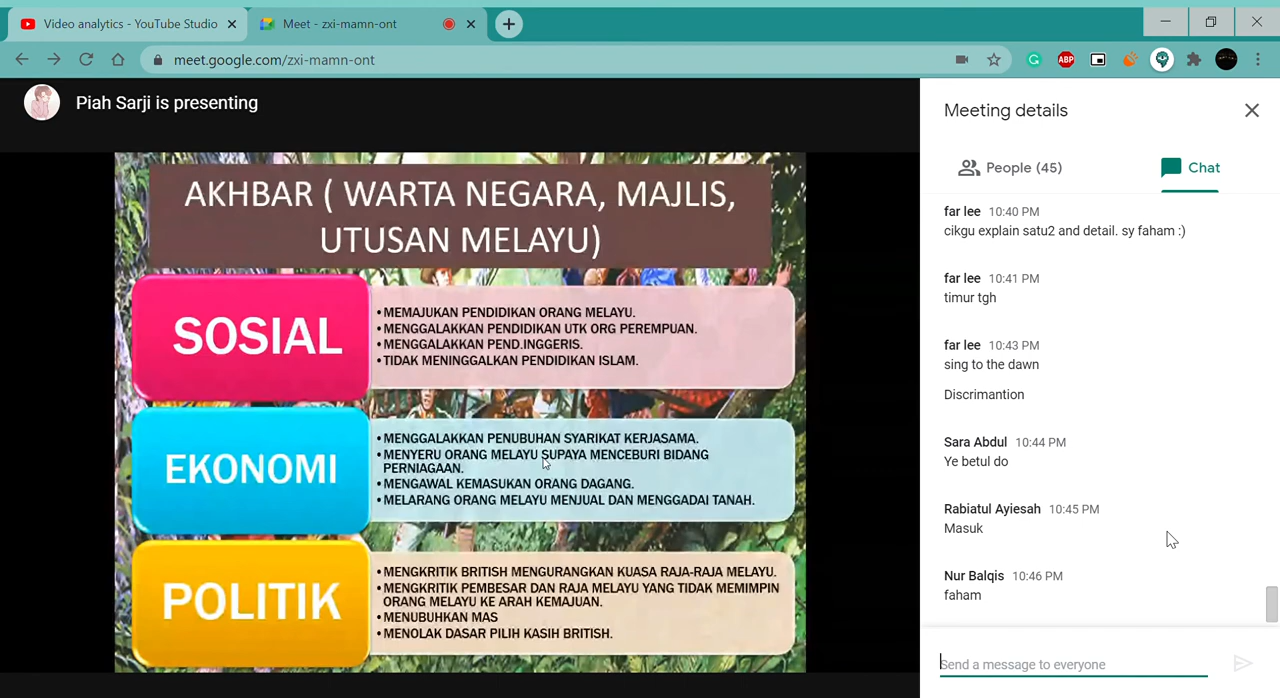 Video analytics - YouTube Studio
Meet - zxi-mamn-ont
meet.google.com/zxi-mamn-ont
ABP
Piah Sarji is presenting
AKHBAR ( WARTA NEGARA, MAJLIS,
UTUSAN MELAYU)
SOSIAL
•MEMAJUKAN PENDIDIKAN ORANG MELAYU.
•MENGGALAKKAN PENDIDIKAN UTK ORG PEREMPUAN.
•MENGGALAKKAN PEND.INGGERIS.
•TIDAK MENINGGALKAN PENDIDIKAN ISLAM.
EKONOMI
•MENGGALAKKAN PENUBUHAN SYARIKAT KERJASAMA.
•MENYERU ORANG MELAYU SUPAYA MENCEBURI BIDANG
PERNIAGAAN.
•MENGAWAL KEMASUKAN ORANG DAGANG.
•MELARANG ORANG MELAYU MENJUAL DAN MENGGADAI TANAH.
POLITIK
•MENGKRITIK BRITISH MENGURANGKAN KUASA RAJA-RAJA MELAYU.
•MENGKRITIK PEMBESAR DAN RAJA MELAYU YANG TIDAK MEMIMPIN
ORANG MELAYU KE ARAH KEMAJUAN.
•MENUBUHKAN MAS
•MENOLAK DASAR PILIH KASIH BRITISH.
Meeting details
People (45)
Chat
far lee 10:40 PM
cikgu explain satu2 and detail. sy faham :)
far lee 10:41 PM
timur tgh
far lee 10:43 PM
sing to the dawn
Discrimantion
Sara Abdul 10:44 PM
Ye betul do
Rabiatul Ayiesah 10:45 PM
Masuk
Nur Balqis 10:46 PM
faham
Send a message to everyone